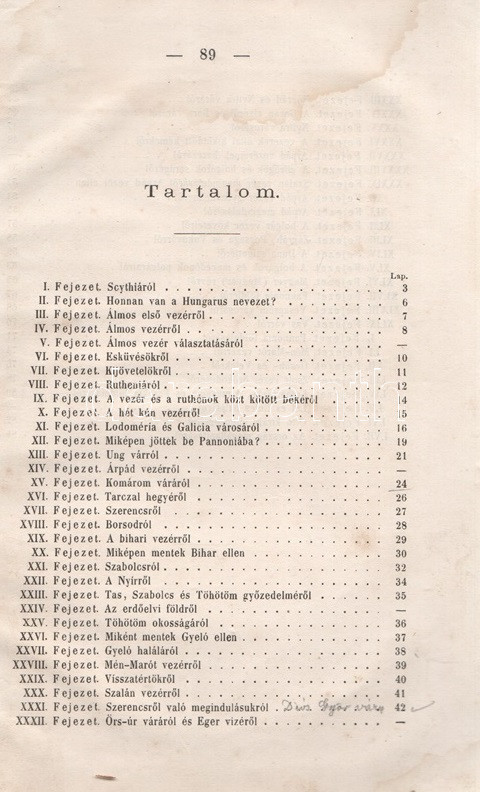 — 89 —
Tartalom.
Lap.
I. Fejezet. Scythiáról . . . . . . . . . . . . . . . . . 3
II. Fejezet. Honnan van a Hungarus nevezet? . . . . . . . 6
III. Fejezet. Álmos első vezérről . . . . . . . . . . . . . 7
IV. Fejezet. Álmos vezérről . . . . . . . . . . . . . . . 8
V. Fejezet. Álmos vezér választatásáról . . . . . . . . . —
VI. Fejezet. Esküvésökről . . . . . . . . . . . . . . . . 10
VII. Fejezet. Kijövetelökről . . . . . . . . . . . . . . . 11
VIII. Fejezet. Rutheniáról . . . . . . . . . . . . . . . . 12
IX. Fejezet. A vezér és a ruthénok közt kötött békéről . . . 14
X. Fejezet. A hét kún vezérről . . . . . . . . . . . . . 15
XI. Fejezet. Lodoméria és Galicia városáról . . . . . . . . 16
XII. Fejezet. Miképen jöttek be Pannoniába? . . . . . . . . 19
XIII. Fejezet. Ung várról . . . . . . . . . . . . . . . . 21
XIV. Fejezet. Árpád vezérről . . . . . . . . . . . . . . . —
XV. Fejezet. Komárom váráról . . . . . . . . . . . . . . 24
XVI. Fejezet. Tarczal hegyéről . . . . . . . . . . . . . . 26
XVII. Fejezet. Szerencsről . . . . . . . . . . . . . . . . 27
XVIII. Fejezet. Borsodról . . . . . . . . . . . . . . . . . 28
XIX. Fejezet. A bihari vezérről . . . . . . . . . . . . . . 29
XX. Fejezet. Miképen mentek Bihar ellen . . . . . . . . . 30
XXI. Fejezet. Szabolcsról . . . . . . . . . . . . . . . . 32
XXII. Fejezet. A Nyírről . . . . . . . . . . . . . . . . . 34
XXIII. Fejezet. Tas, Szabolcs és Töhötöm győzedelméről . . . . 35
XXIV. Fejezet. Az erdőelvi földről . . . . . . . . . . . . . —
XXV. Fejezet. Töhötöm okosságáról . . . . . . . . . . . . 36
XXVI. Fejezet. Miként mentek Gyeló ellen . . . . . . . . . . 37
XXVII. Fejezet. Gyeló haláláról . . . . . . . . . . . . . . . 38
XXVIII. Fejezet. Mén-Marót vezérről . . . . . . . . . . . . . 39
XXIX. Fejezet. Visszatértökről . . . . . . . . . . . . . . . 40
XXX. Fejezet. Szalán vezérről . . . . . . . . . . . . . . . 41
XXXI. Fejezet. Szerencsről való megindulásukról . Diós Győr vára 42
XXXII. Fejezet. Örs-úr váráról és Eger vizéről . . . . . . . . —